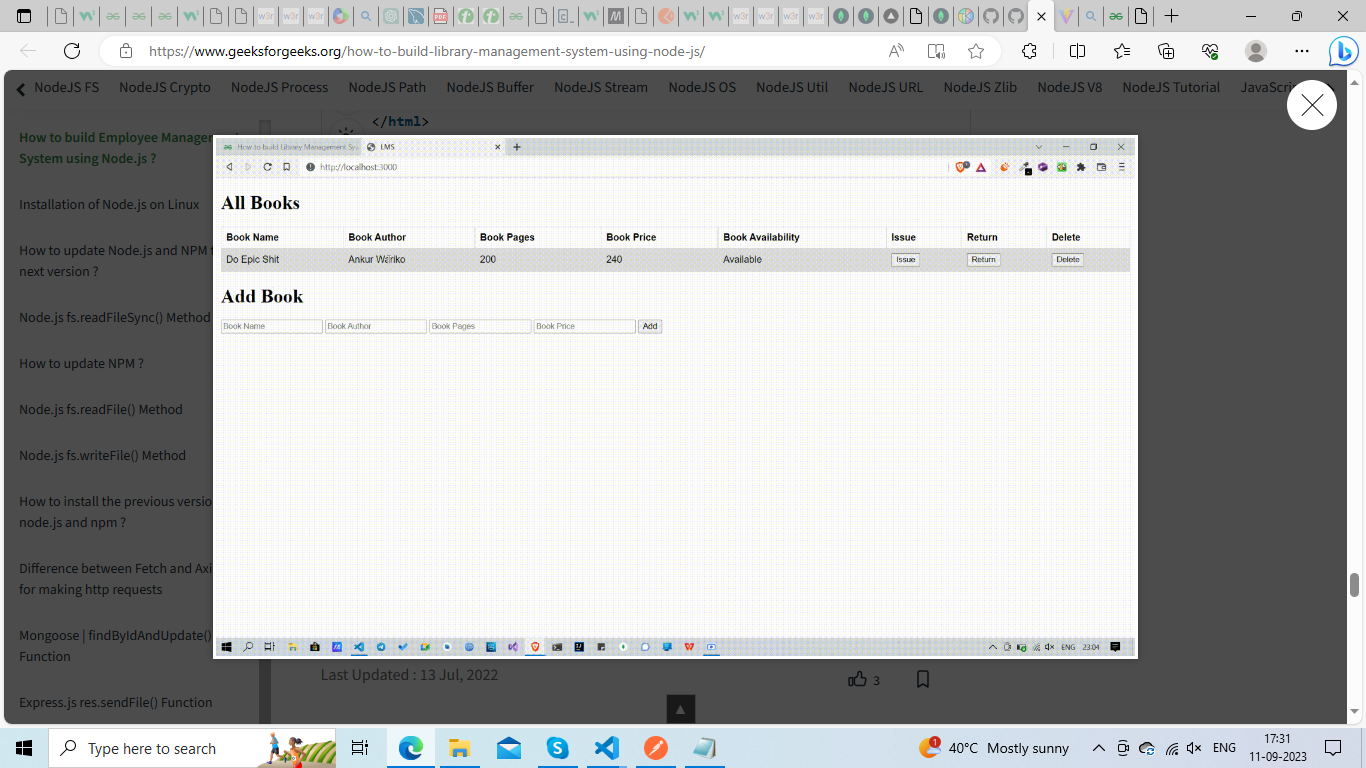 https://www.geeksforgeeks.org/how-to-build-library-management-system-using-node-js/
NodeJS FS NodeJS Crypto NodeJS Process NodeJS Path NodeJS Buffer NodeJS Stream NodeJS OS NodeJS Util NodeJS URL NodeJS Zlib NodeJS V8 NodeJS Tutorial JavaScri
</html>
How to build Employee Manage
System using Node.js ?
Installation of Node.js on Linux
How to update Node.js and NPM
next version ?
Node.js fs.readFileSync() Method
How to update NPM ?
Node.js fs.readFile() Method
Node.js fs.writeFile() Method
How to install the previous versio
node.js and npm ?
Difference between Fetch and Axi
for making http requests
Mongoose | findByIdAndUpdate()
Function
Express.js res.sendFile() Function
How to build Library Management Sy
LMS
http://localhost:3000
All Books
Book Name Book Author Book Pages Book Price Book Availability Issue Return Delete
Do Epic Shit Ankur Wariko 200 240 Available Issue Return Delete
Add Book
Book Name Book Author Book Pages Book Price Add
ENG 23:04
Last Updated : 13 Jul, 2022
3
Type here to search
1 40°C Mostly sunny ENG 17:31
11-09-2023